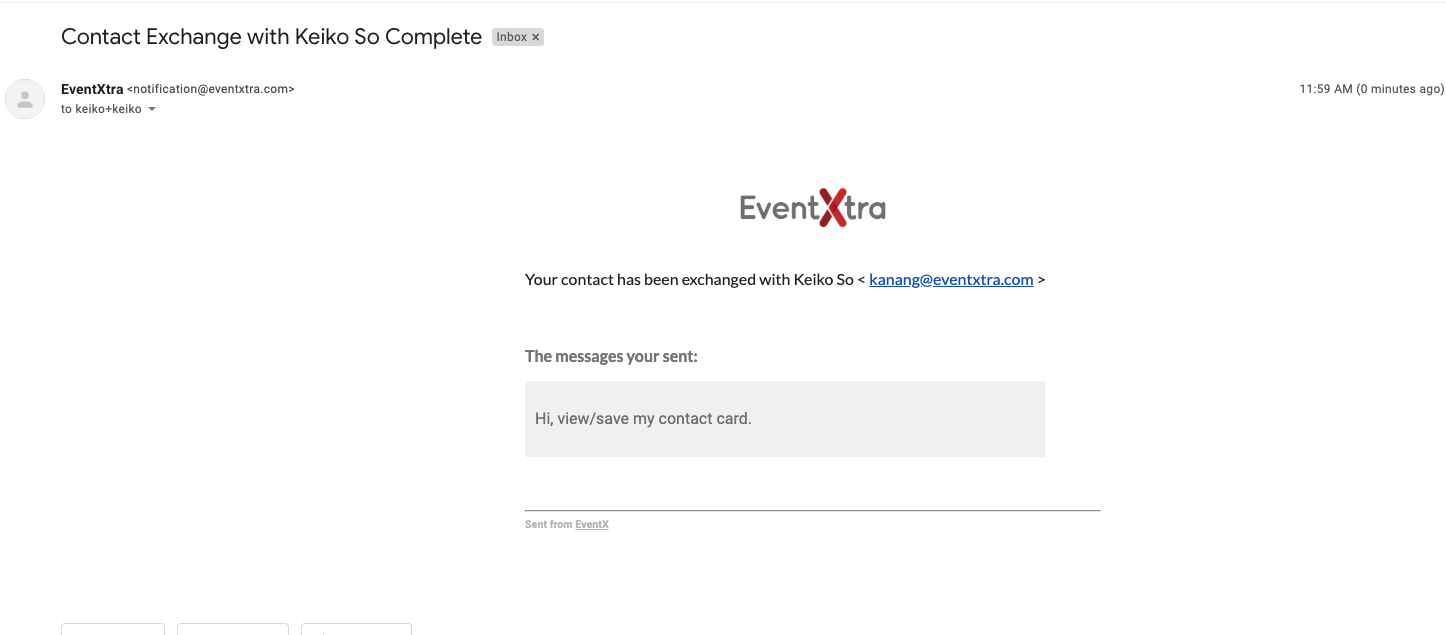 Contact Exchange with Keiko So Complete Inbox ×
EventXtra <notification@eventxtra.com> 11:59 AM (0 minutes ago)
to keiko+keiko
EventXtra
Your contact has been exchanged with Keiko So < kanang@eventxtra.com >
The messages your sent:
Hi, view/save my contact card.
Sent from EventX